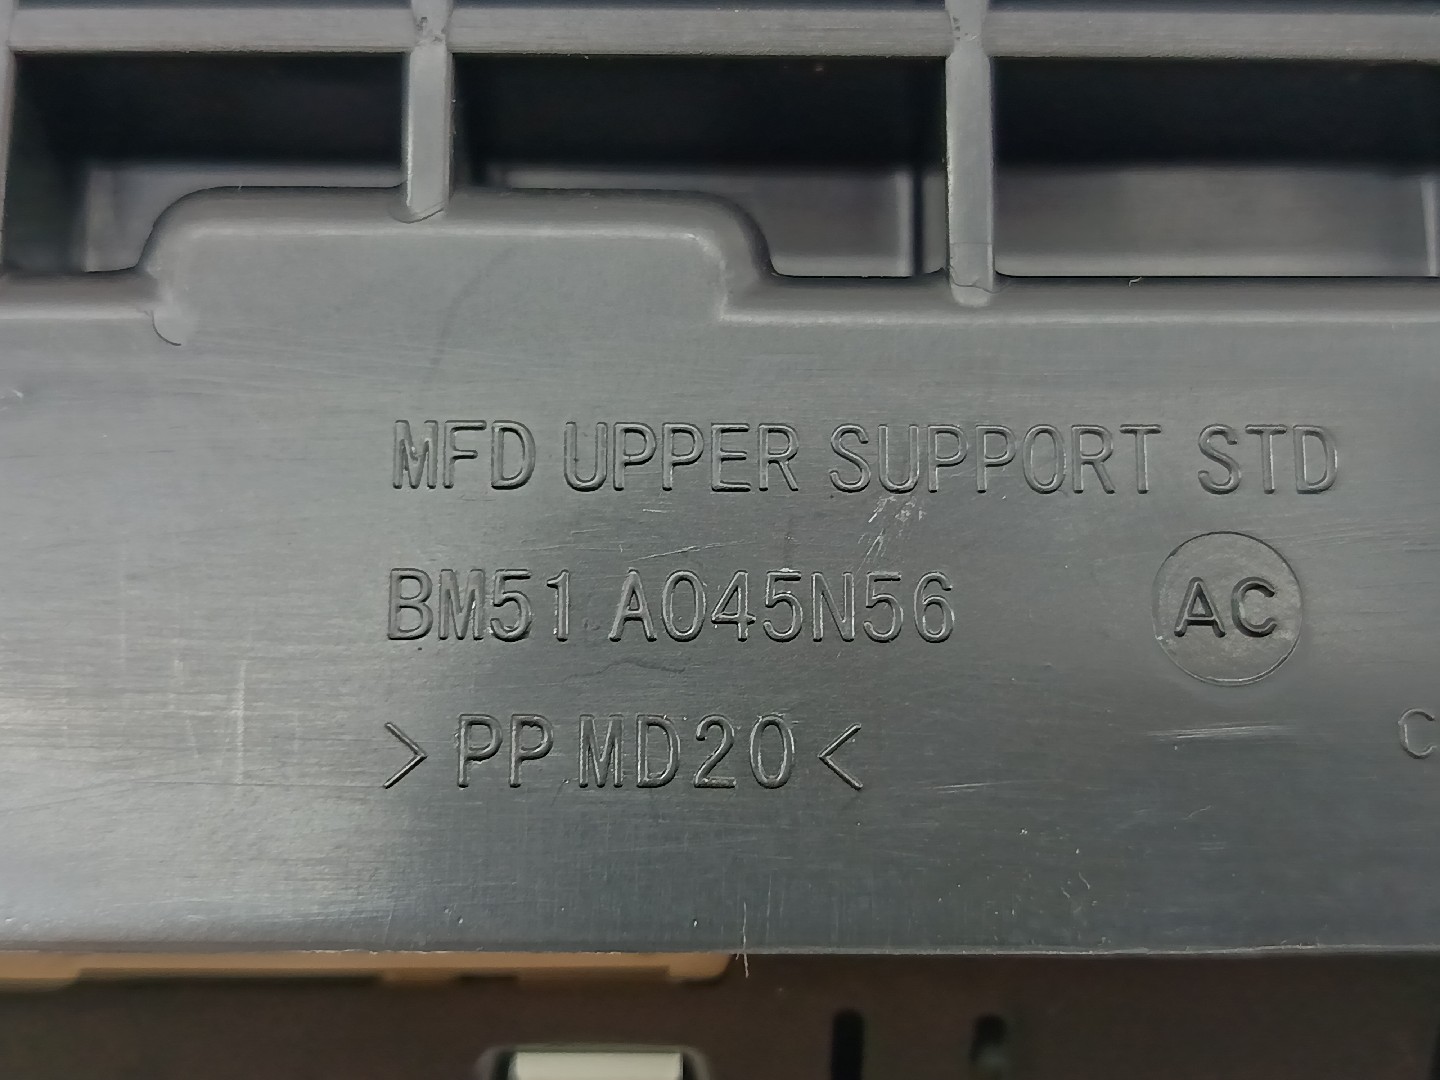 MFD UPPER SUPPORT STD
BM51 A045N56
AC
>PP MD20<
C